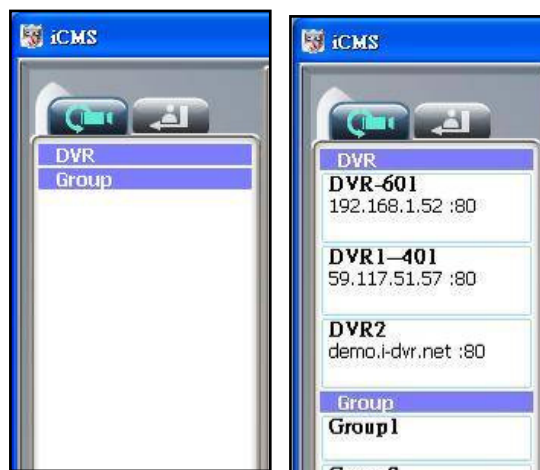 iCMS
DVR
Group
iCMS
DVR
DVR-601
192.168.1.52 :80
DVR1—401
59.117.51.57 :80
DVR2
demo.i-dvr.net :80
Group
Group1